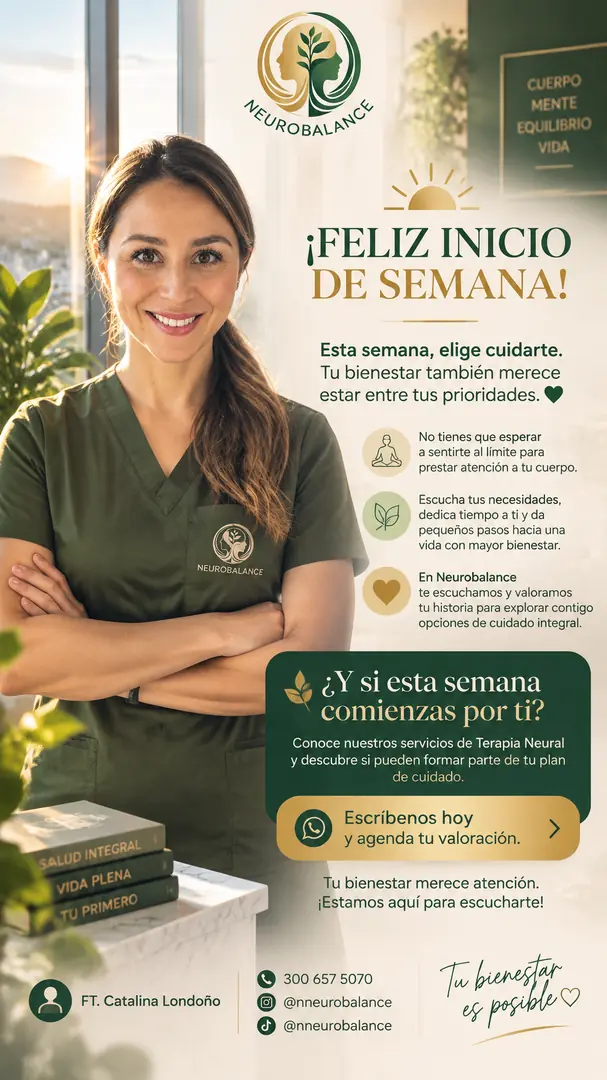 NEUROBALANCE
CUERPO
MENTE
EQUILIBRIO
VIDA
¡FELIZ INICIO
DE SEMANA!
Esta semana, elige cuidarte.
Tu bienestar también merece
estar entre tus prioridades.
No tienes que esperar
a sentirte al límite para
prestar atención a tu cuerpo.
Escucha tus necesidades,
dedica tiempo a ti y da
pequeños pasos hacia una
vida con mayor bienestar.
En Neurobalance
te escuchamos y valoramos
tu historia para explorar contigo
opciones de cuidado integral.
NEUROBALANCE
¿Y si esta semana
comienzas por ti?
Conoce nuestros servicios de Terapia Neural
y descubre si pueden formar parte de tu plan
de cuidado.
Escríbenos hoy
y agenda tu valoración.
Tu bienestar merece atención.
¡Estamos aquí para escucharte!
SALUD INTEGRAL
VIDA PLENA
TÚ PRIMERO
FT. Catalina Londoño
300 657 5070
@nneurobalance
@nneurobalance
Tu bienestar
es posible